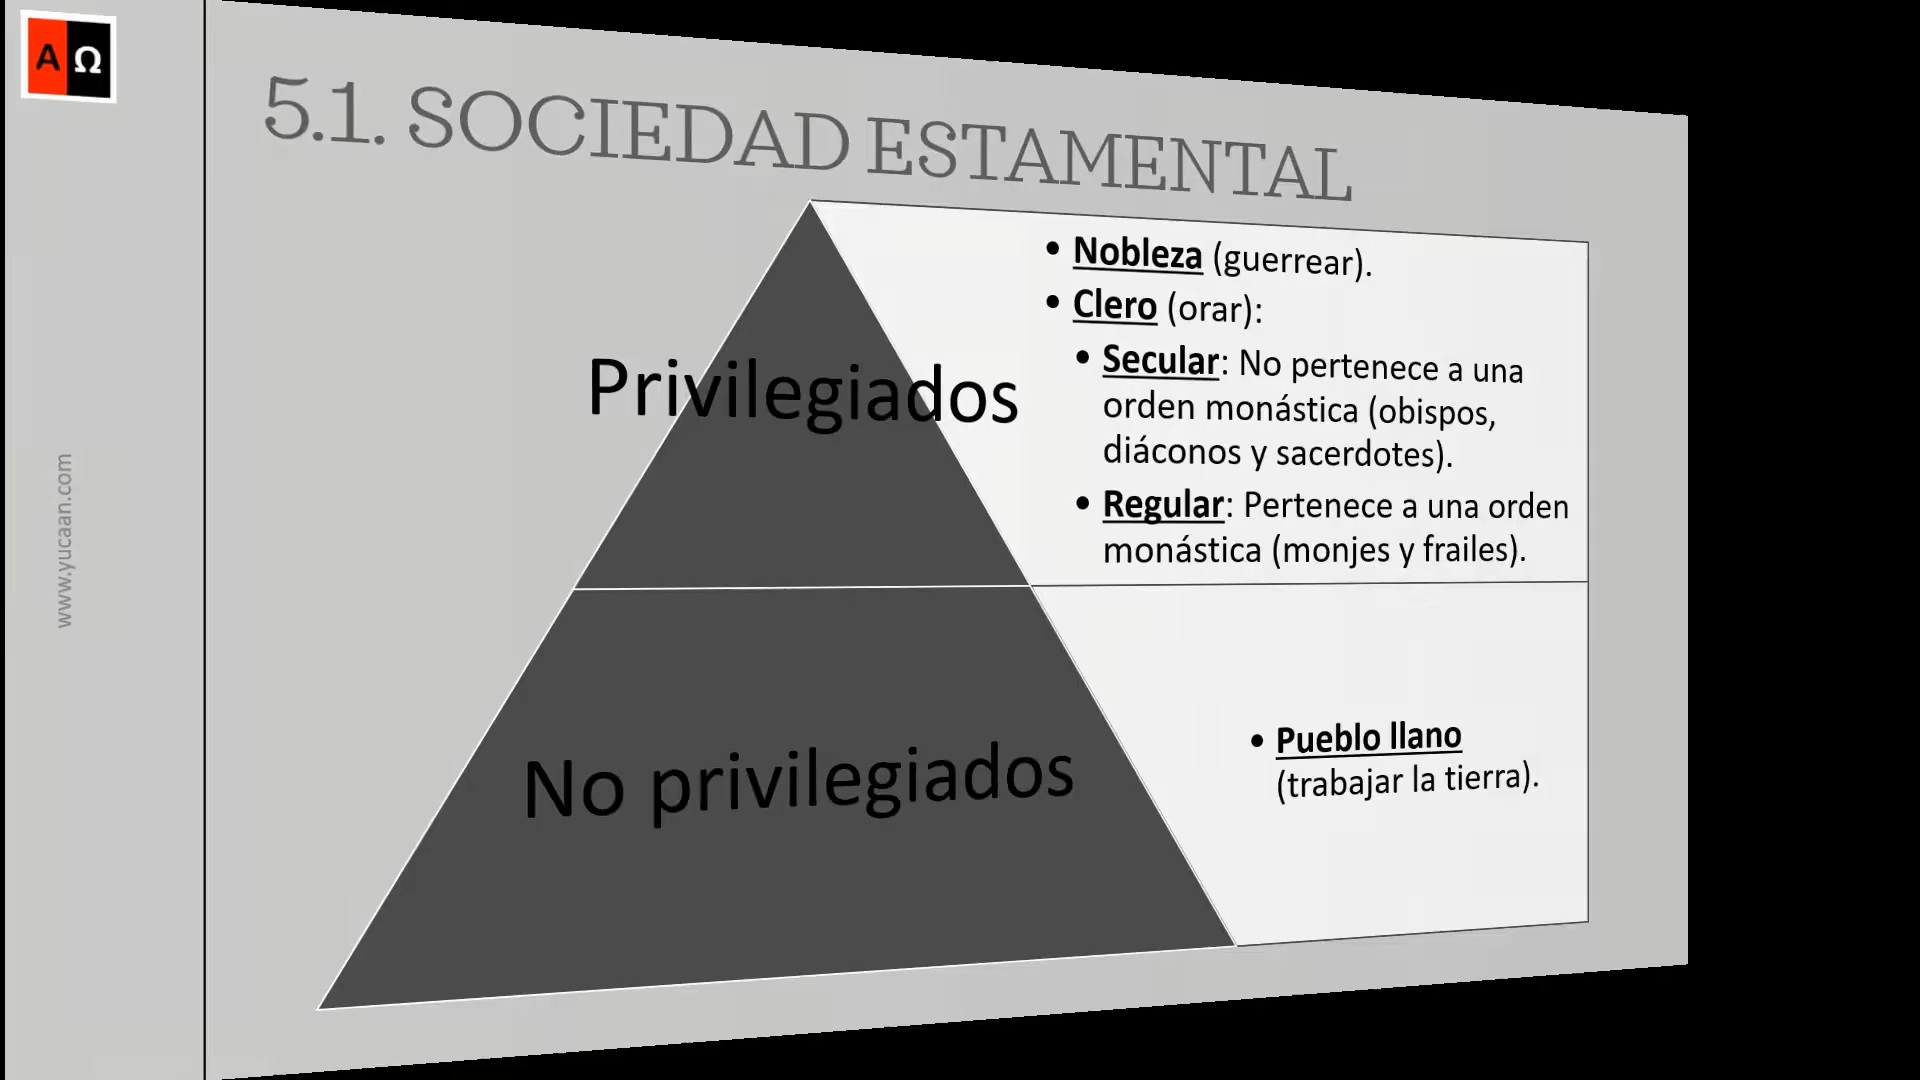 A Ω
5.1. SOCIEDAD ESTAMENTAL
Privilegiados
• Nobleza (guerrear).
• Clero (orar):
• Secular: No pertenece a una
orden monástica (obispos,
diáconos y sacerdotes).
• Regular: Pertenece a una orden
monástica (monjes y frailes).
No privilegiados
• Pueblo llano
(trabajar la tierra).
www.yucaan.com